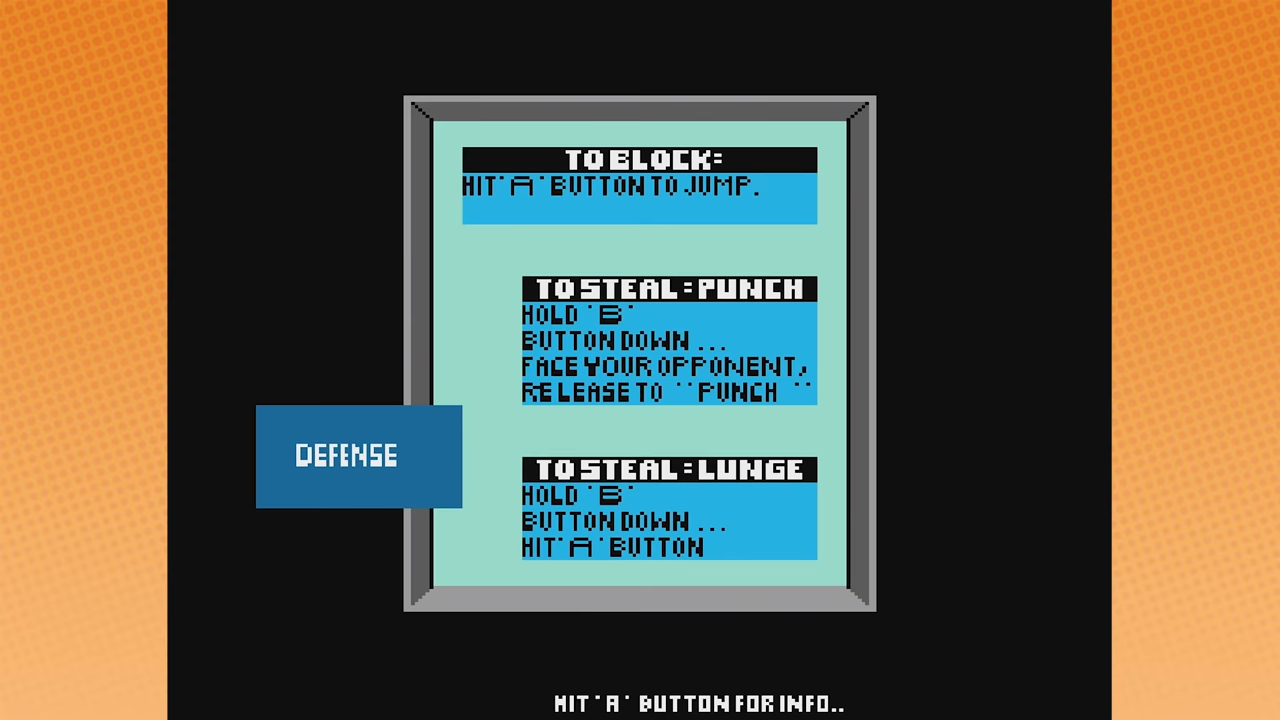 TO BLOCK:
HIT "A" BUTTON TO JUMP.
TO STEAL:PUNCH
HOLD "B"
BUTTON DOWN ...
FACE YOUR OPPONENT,
RELEASE TO "PUNCH "
DEFENSE
TO STEAL:LUNGE
HOLD "B"
BUTTON DOWN ...
HIT "A" BUTTON
HIT "A" BUTTON FOR INFO..